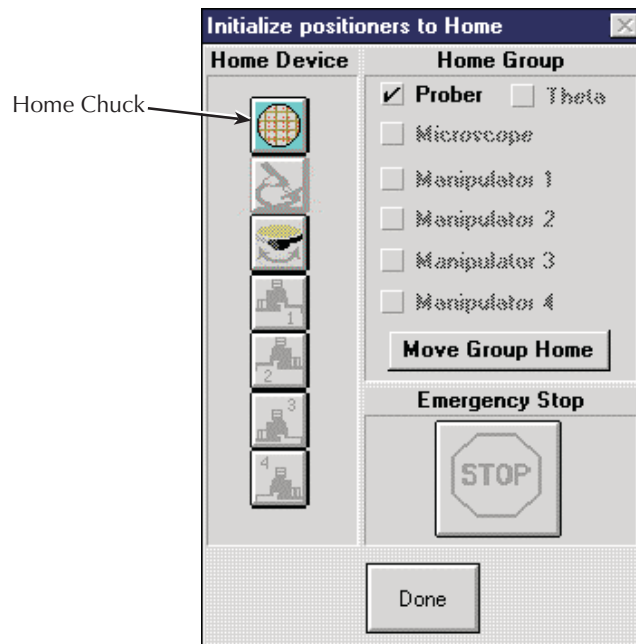 Initialize positioners to Home
Home Device
Home Group
Home Chuck
Prober
Theta
Microscope
Manipulator 1
Manipulator 2
Manipulator 3
Manipulator 4
1
2
3
4
Move Group Home
Emergency Stop
STOP
Done